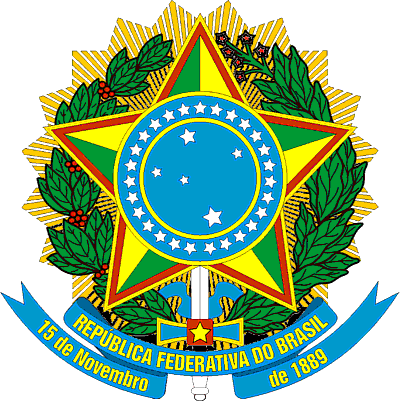 REPÚBLICA FEDERATIVA DO BRASIL
15 de Novembro
de 1889